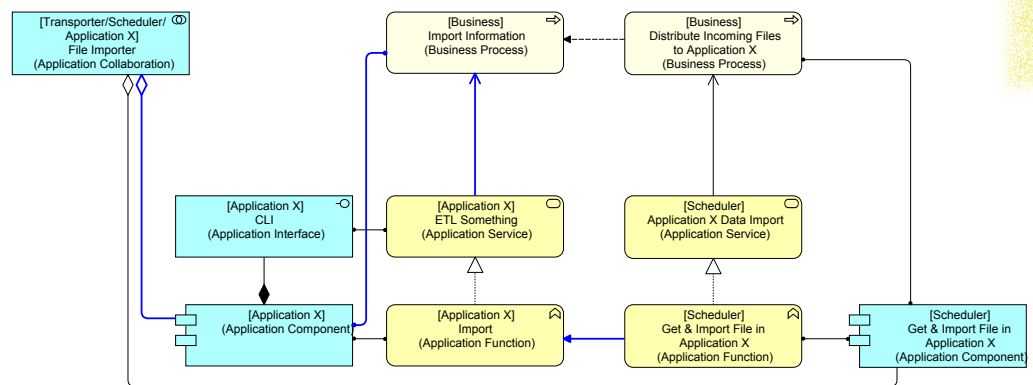 [Transporter/Scheduler/
Application X]
File Importer
(Application Collaboration)
[Business]
Import Information
(Business Process)
[Business]
Distribute Incoming Files
to Application X
(Business Process)
[Application X]
CLI
(Application Interface)
[Application X]
ETL Something
(Application Service)
[Scheduler]
Application X Data Import
(Application Service)
[Application X]
(Application Component)
[Application X]
Import
(Application Function)
[Scheduler]
Get & Import File in
Application X
(Application Function)
[Scheduler]
Get & Import File in
Application X
(Application Component)